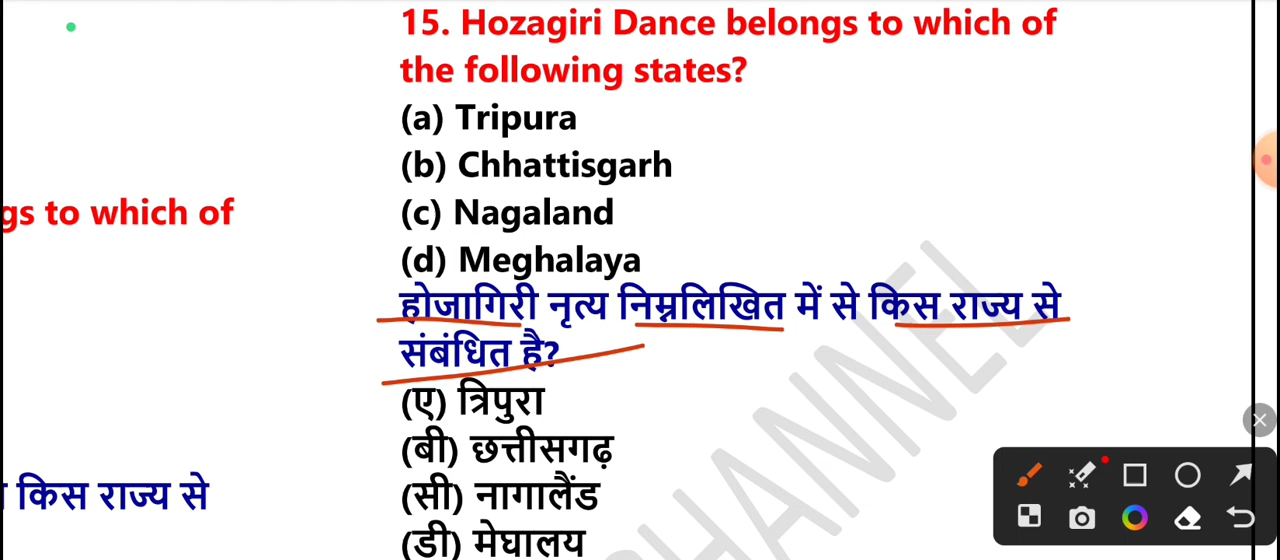 15. Hozagiri Dance belongs to which of
the following states?
(a) Tripura
(b) Chhattisgarh
gs to which of
(c) Nagaland
(d) Meghalaya
होजागिरी नृत्य निम्नलिखित में से किस राज्य से
संबंधित है?
(ए) त्रिपुरा
(बी) छत्तीसगढ़
किस राज्य से
(सी) नागालैंड
(डी) मेघालय
CHANNEL